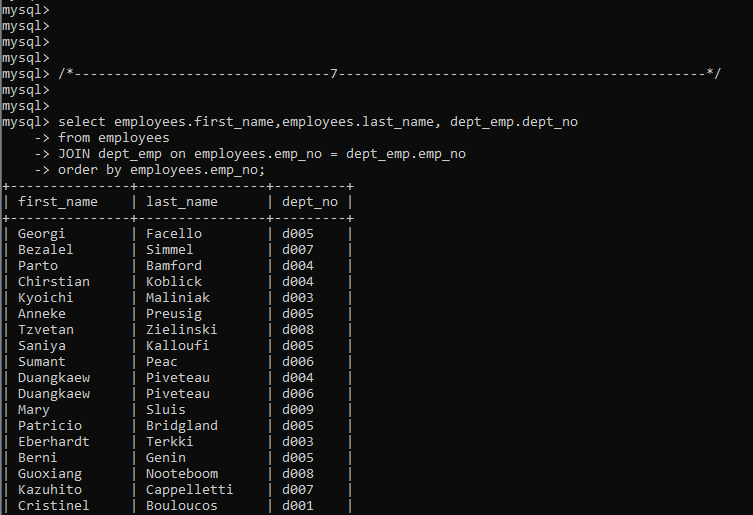 mysql>
mysql>
mysql>
mysql>
mysql> /*--------------------------------7----------------------------------------------*/
mysql>
mysql>
mysql> select employees.first_name,employees.last_name, dept_emp.dept_no
    -> from employees
    -> JOIN dept_emp on employees.emp_no = dept_emp.emp_no
    -> order by employees.emp_no;
+---------------+----------------+---------+
| first_name    | last_name      | dept_no |
+---------------+----------------+---------+
| Georgi        | Facello        | d005    |
| Bezalel       | Simmel         | d007    |
| Parto         | Bamford        | d004    |
| Chirstian     | Koblick        | d004    |
| Kyoichi       | Maliniak       | d003    |
| Anneke        | Preusig        | d005    |
| Tzvetan       | Zielinski      | d008    |
| Saniya        | Kalloufi       | d005    |
| Sumant        | Peac           | d006    |
| Duangkaew     | Piveteau       | d004    |
| Duangkaew     | Piveteau       | d006    |
| Mary          | Sluis          | d009    |
| Patricio      | Bridgland      | d005    |
| Eberhardt     | Terkki         | d003    |
| Berni         | Genin          | d005    |
| Guoxiang      | Nooteboom      | d008    |
| Kazuhito      | Cappelletti    | d007    |
| Cristinel     | Bouloucos      | d001    |